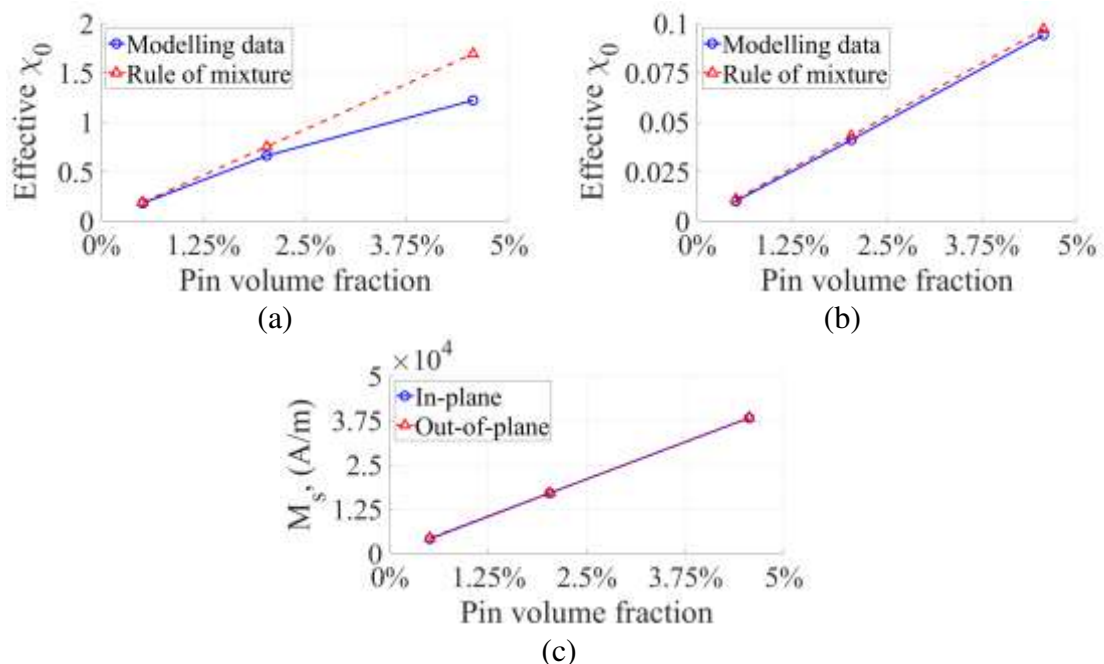 2
1.5
1
0.5
0
Effective χ0
Modelling data
Rule of mixture
0% 1.25% 2.5% 3.75% 5%
Pin volume fraction
(a)
0.1
0.075
0.05
0.025
0
Effective χ0
Modelling data
Rule of mixture
0% 1.25% 2.5% 3.75% 5%
Pin volume fraction
(b)
×10^4
5
3.75
2.5
1.25
0
Ms, (A/m)
In-plane
Out-of-plane
0% 1.25% 2.5% 3.75% 5%
Pin volume fraction
(c)